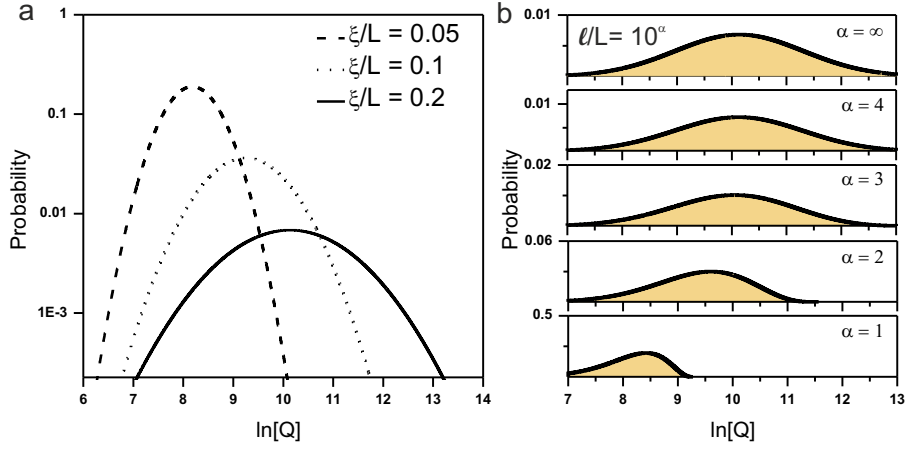 a
1
0.1
0.01
1E-3
Probability
6 7 8 9 10 11 12 13 14
ln[Q]
ξ/L = 0.05
ξ/L = 0.1
ξ/L = 0.2
b
Probability
0.01
ℓ/L= 10^α
α = ∞
0.01
α = 4
0.02
α = 3
0.06
α = 2
0.5
α = 1
7 8 9 10 11 12 13
ln[Q]